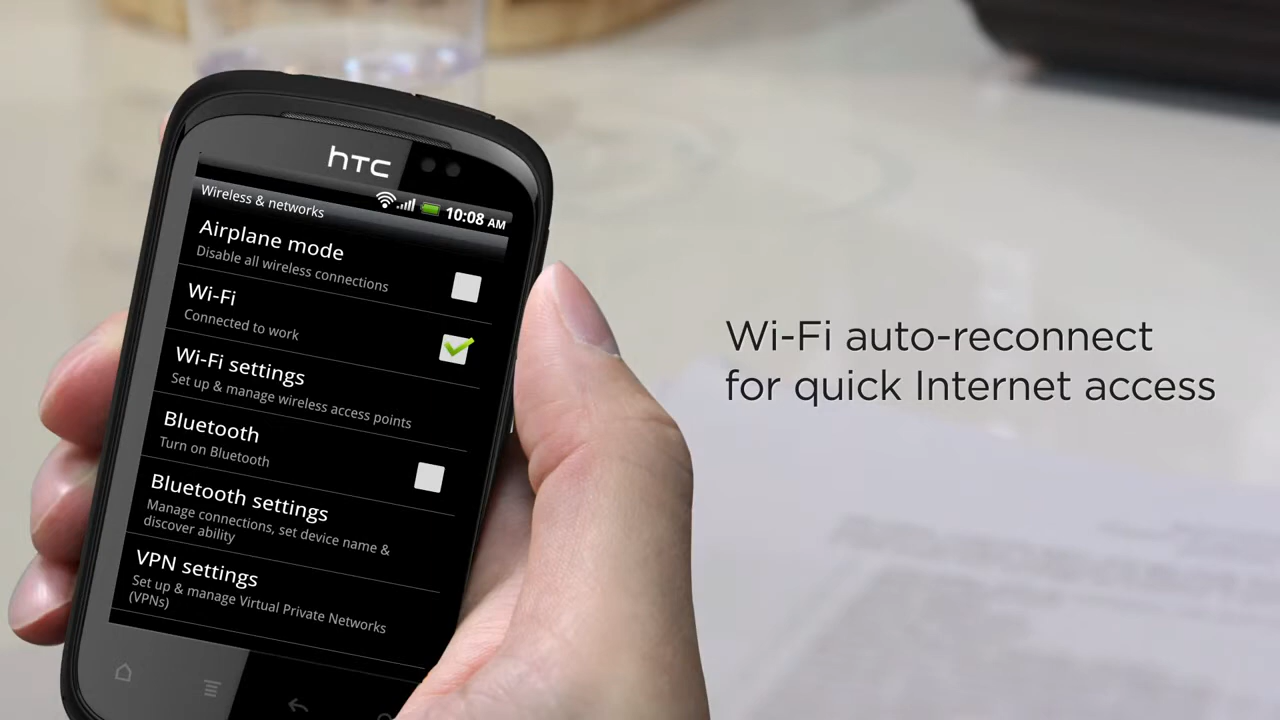 hTC
10:08 AM
Wireless & networks
Airplane mode
Disable all wireless connections
Wi-Fi
Connected to work
Wi-Fi settings
Set up & manage wireless access points
Bluetooth
Turn on Bluetooth
Bluetooth settings
Manage connections, set device name &
discover ability
VPN settings
Set up & manage Virtual Private Networks
(VPNs)
Wi-Fi auto-reconnect
for quick Internet access